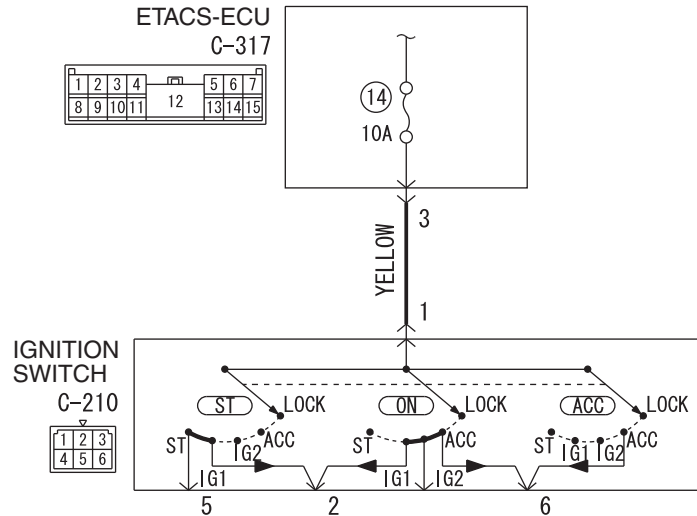 ETACS-ECU
C-317
1 2 3 4 5 6 7
8 9 10 11 12 13 14 15
14
10A
3
YELLOW
1
IGNITION
SWITCH
C-210
1 2 3
4 5 6
ST LOCK ON LOCK ACC LOCK
ST IG1 IG2 ACC ST IG1 IG2 ACC ST IG1 IG2 ACC
5 2 6